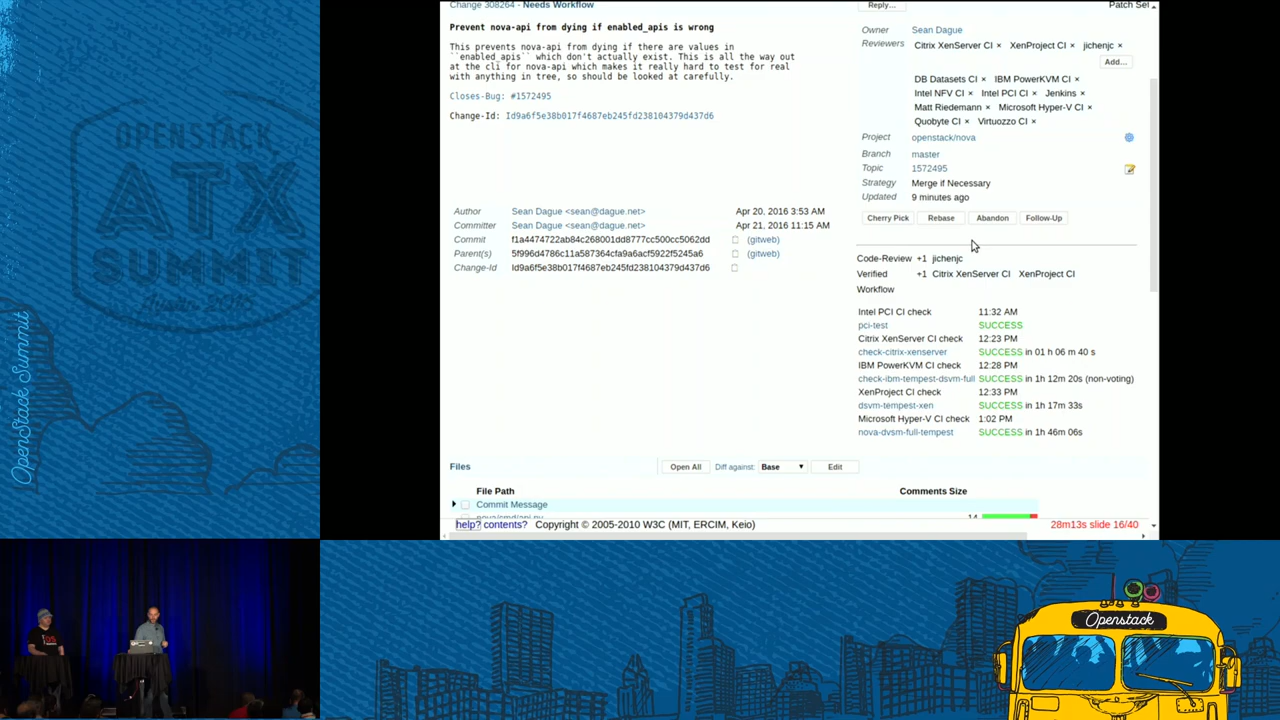 Change 308264 - Needs Workflow
Reply...
Patch Set
Prevent nova-api from dying if enabled_apis is wrong
This prevents nova-api from dying if there are values in
``enabled_apis`` which don't actually exist. This is all the way out
at the cli for nova-api which makes it really hard to test for real
with anything in tree, so should be looked at carefully.
Closes-Bug: #1572495
Change-Id: Id9a6f5e38b017f4687eb245fd238104379d437d6
Author Sean Dague <sean@dague.net> Apr 20, 2016 3:53 AM
Committer Sean Dague <sean@dague.net> Apr 21, 2016 11:15 AM
Commit f1a4474722ab84c268001dd8777cc500cc5062dd (gitweb)
Parent(s) 5f996d4786c11a587364cfa9a6acf5922f5245a6 (gitweb)
Change-Id Id9a6f5e38b017f4687eb245fd238104379d437d6
Owner Sean Dague
Reviewers Citrix XenServer CI × XenProject CI × jichenjc ×
Add...
DB Datasets CI × IBM PowerKVM CI ×
Intel NFV CI × Intel PCI CI × Jenkins ×
Matt Riedemann × Microsoft Hyper-V CI ×
Quobyte CI × Virtuozzo CI ×
Project openstack/nova
Branch master
Topic 1572495
Strategy Merge if Necessary
Updated 9 minutes ago
Cherry Pick Rebase Abandon Follow-Up
Code-Review +1 jichenjc
Verified +1 Citrix XenServer CI XenProject CI
Workflow
Intel PCI CI check 11:32 AM
pci-test SUCCESS
Citrix XenServer CI check 12:23 PM
check-citrix-xenserver SUCCESS in 01 h 06 m 40 s
IBM PowerKVM CI check 12:28 PM
check-ibm-tempest-dsvm-full SUCCESS in 1h 12m 20s (non-voting)
XenProject CI check 12:33 PM
dsvm-tempest-xen SUCCESS in 1h 17m 33s
Microsoft Hyper-V CI check 1:02 PM
nova-dvsm-full-tempest SUCCESS in 1h 46m 06s
Files
Open All Diff against: Base Edit
File Path Comments Size
Commit Message
nova/cmd/api.py 14
help? contents? Copyright © 2005-2010 W3C (MIT, ERCIM, Keio)
28m13s slide 16/40
OpenStack Summit
Openstack